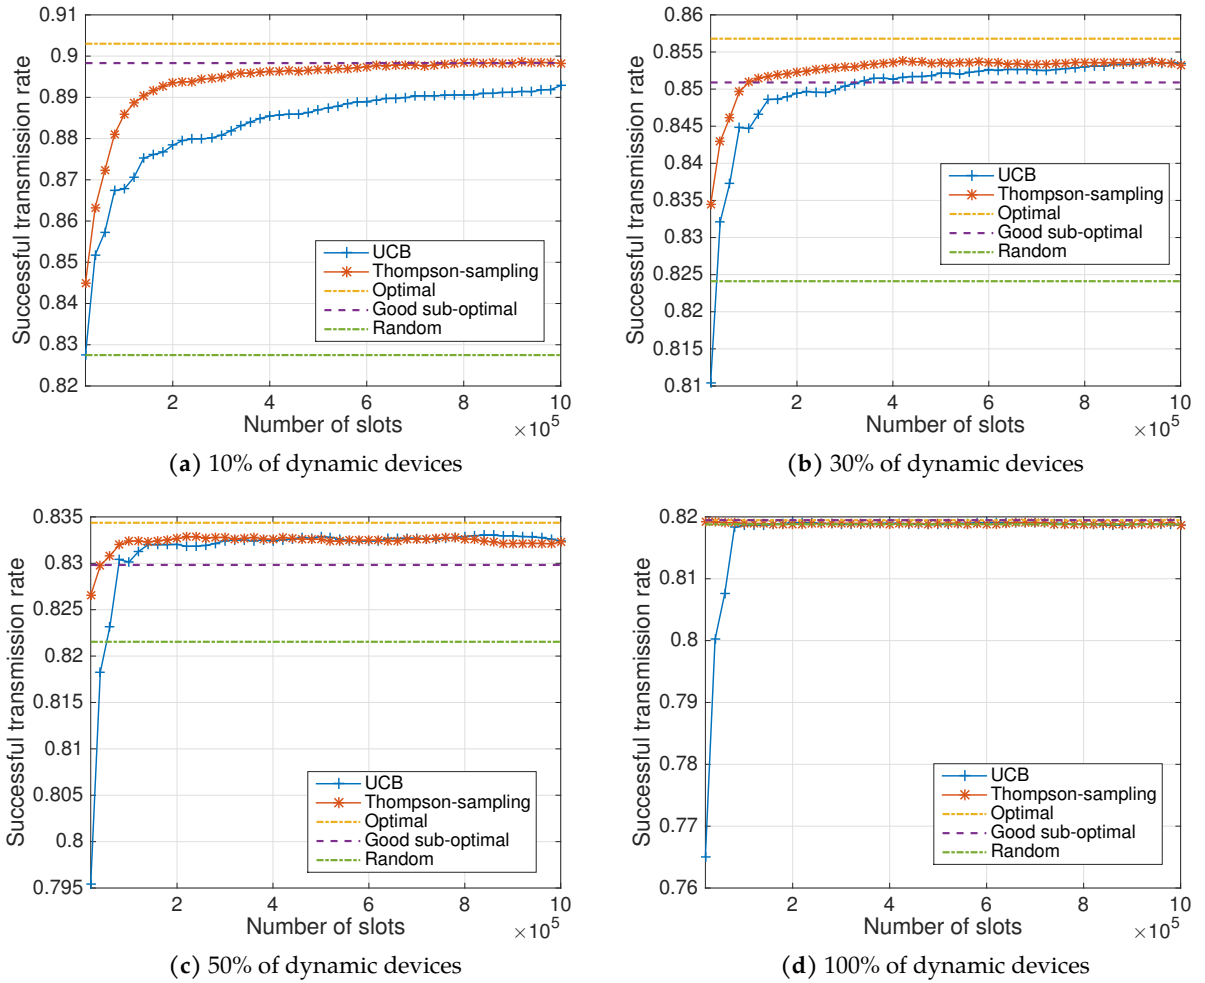 0.91
0.9
0.89
0.88
0.87
0.86
0.85
0.84
0.83
0.82
Successful transmission rate
UCB
Thompson-sampling
Optimal
Good sub-optimal
Random
2 4 6 8 10
Number of slots
×10^5
(a) 10% of dynamic devices
0.86
0.855
0.85
0.845
0.84
0.835
0.83
0.825
0.82
0.815
0.81
Successful transmission rate
UCB
Thompson-sampling
Optimal
Good sub-optimal
Random
2 4 6 8 10
Number of slots
×10^5
(b) 30% of dynamic devices
0.835
0.83
0.825
0.82
0.815
0.81
0.805
0.8
0.795
Successful transmission rate
UCB
Thompson-sampling
Optimal
Good sub-optimal
Random
2 4 6 8 10
Number of slots
×10^5
(c) 50% of dynamic devices
0.82
0.81
0.8
0.79
0.78
0.77
0.76
Successful transmission rate
UCB
Thompson-sampling
Optimal
Good sub-optimal
Random
2 4 6 8 10
Number of slots
×10^5
(d) 100% of dynamic devices